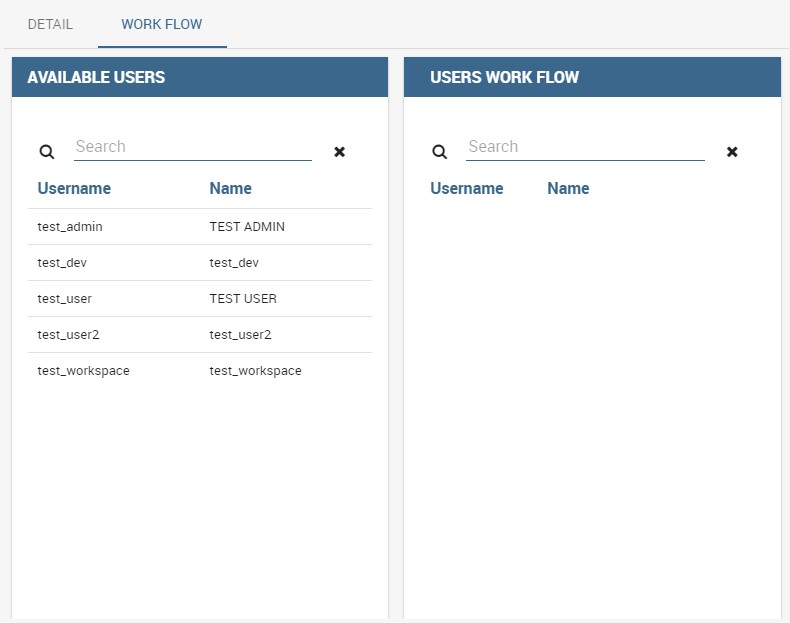 DETAIL WORK FLOW
AVAILABLE USERS
Search
Username Name
test_admin TEST ADMIN
test_dev test_dev
test_user TEST USER
test_user2 test_user2
test_workspace test_workspace
USERS WORK FLOW
Search
Username Name